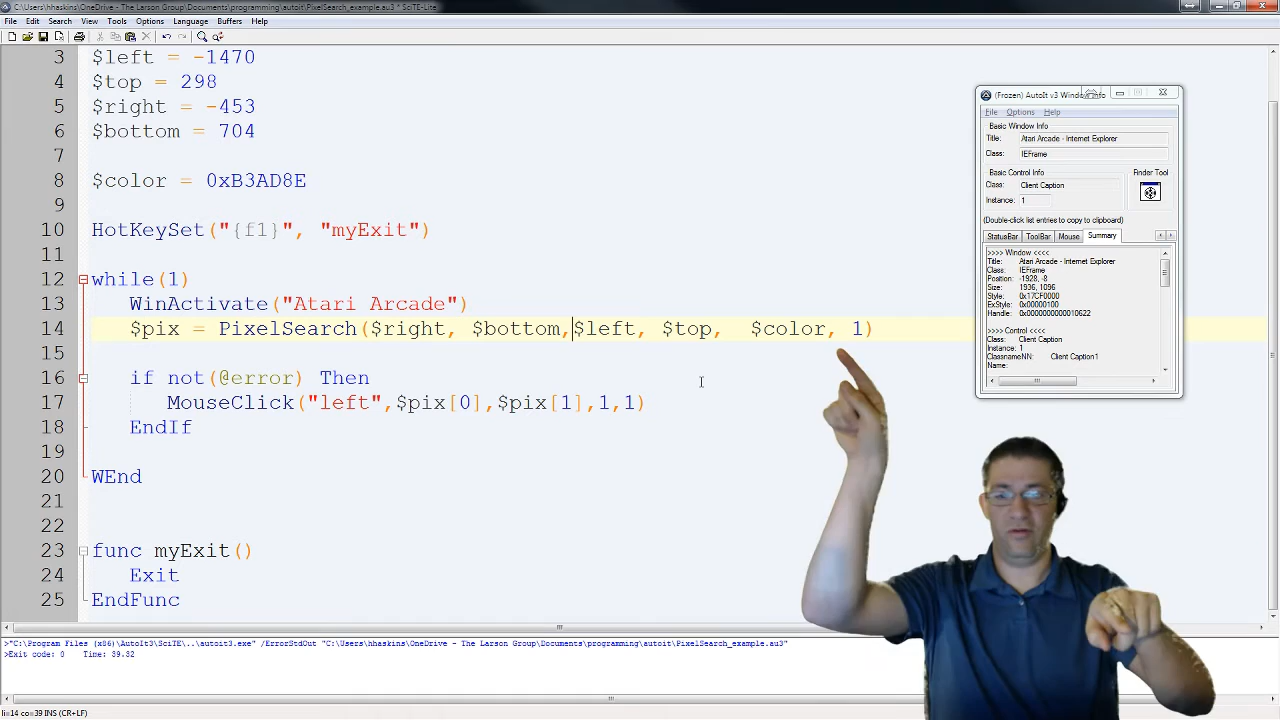 C:\Users\hhaskins\OneDrive - The Larson Group\Documents\programming\autoit\PixelSearch_example.au3 * SciTE-Lite
File Edit Search View Tools Options Language Buffers Help
3 $left = -1470
4 $top = 298
5 $right = -453
6 $bottom = 704
7
8 $color = 0xB3AD8E
9
10 HotKeySet("{f1}", "myExit")
11
12 while(1)
13 WinActivate("Atari Arcade")
14 $pix = PixelSearch($right, $bottom,$left, $top,  $color, 1)
15
16 if not(@error) Then
17 MouseClick("left",$pix[0],$pix[1],1,1)
18 EndIf
19
20 WEnd
21
22
23 func myExit()
24 Exit
25 EndFunc
(Frozen) AutoIt v3 Window Info
File Options Help
Basic Window Info
Title: Atari Arcade - Internet Explorer
Class: IEFrame
Basic Control Info
Class: Client Caption
Instance: 1
Finder Tool
(Double-click list entries to copy to clipboard)
StatusBar ToolBar Mouse Summary
>>>> Window <<<<
Title: Atari Arcade - Internet Explorer
Class: IEFrame
Position: -1928, -8
Size: 1936, 1096
Style: 0x17CF0000
ExStyle: 0x00000100
Handle: 0x0000000000010622
>>>> Control <<<<
Class: Client Caption
Instance: 1
ClassnameNN: Client Caption1
Name:
>"C:\Program Files (x86)\AutoIt3\SciTE\..\autoit3.exe" /ErrorStdOut "C:\Users\hhaskins\OneDrive - The Larson Group\Documents\programming\autoit\PixelSearch_example.au3"
>Exit code: 0 Time: 39.32
li=14 co=39 INS (CR+LF)